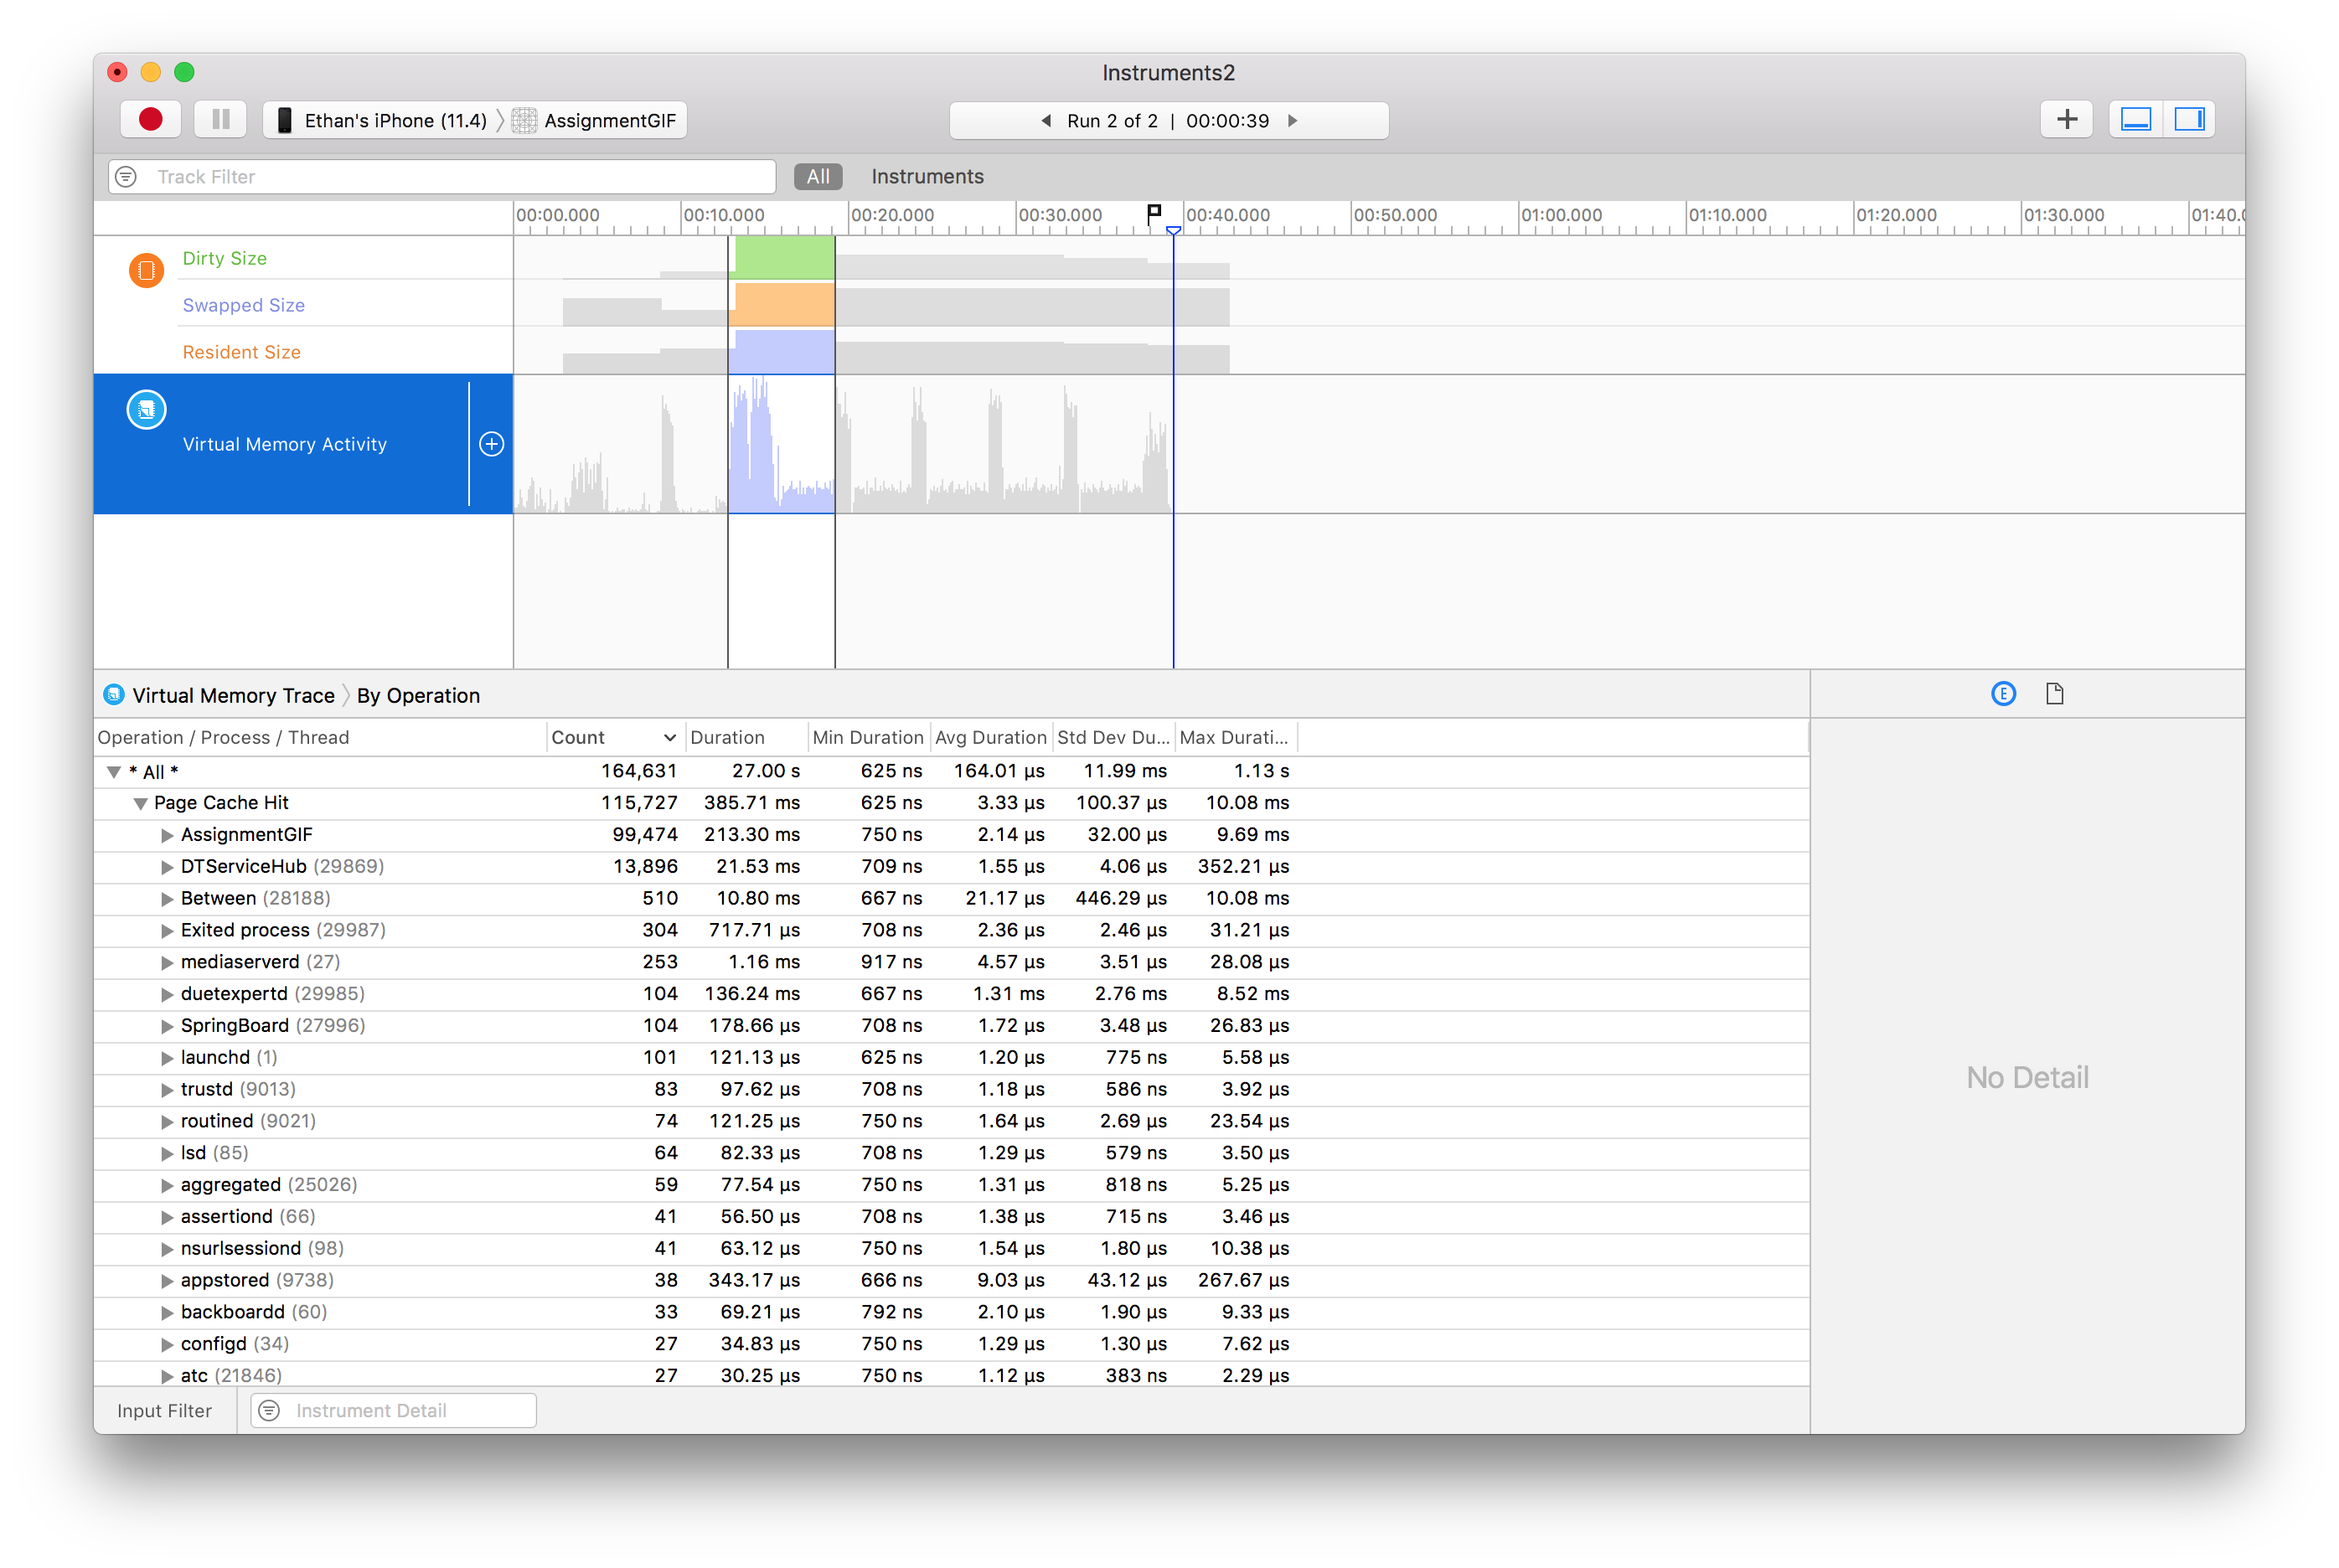 Instruments2
Ethan's iPhone (11.4) AssignmentGIF Run 2 of 2 | 00:00:39
Track Filter All Instruments
00:00.000 00:10.000 00:20.000 00:30.000 00:40.000 00:50.000 01:00.000 01:10.000 01:20.000 01:30.000 01:40.0
Dirty Size
Swapped Size
Resident Size
Virtual Memory Activity
Virtual Memory Trace By Operation E
Operation / Process / Thread Count Duration Min Duration Avg Duration Std Dev Du... Max Durati...
* All * 164,631 27.00 s 625 ns 164.01 µs 11.99 ms 1.13 s
Page Cache Hit 115,727 385.71 ms 625 ns 3.33 µs 100.37 µs 10.08 ms
AssignmentGIF 99,474 213.30 ms 750 ns 2.14 µs 32.00 µs 9.69 ms
DTServiceHub (29869) 13,896 21.53 ms 709 ns 1.55 µs 4.06 µs 352.21 µs
Between (28188) 510 10.80 ms 667 ns 21.17 µs 446.29 µs 10.08 ms
Exited process (29987) 304 717.71 µs 708 ns 2.36 µs 2.46 µs 31.21 µs
mediaserverd (27) 253 1.16 ms 917 ns 4.57 µs 3.51 µs 28.08 µs
duetexpertd (29985) 104 136.24 ms 667 ns 1.31 ms 2.76 ms 8.52 ms
SpringBoard (27996) 104 178.66 µs 708 ns 1.72 µs 3.48 µs 26.83 µs
launchd (1) 101 121.13 µs 625 ns 1.20 µs 775 ns 5.58 µs
trustd (9013) 83 97.62 µs 708 ns 1.18 µs 586 ns 3.92 µs
routined (9021) 74 121.25 µs 750 ns 1.64 µs 2.69 µs 23.54 µs
lsd (85) 64 82.33 µs 708 ns 1.29 µs 579 ns 3.50 µs
aggregated (25026) 59 77.54 µs 750 ns 1.31 µs 818 ns 5.25 µs
assertiond (66) 41 56.50 µs 708 ns 1.38 µs 715 ns 3.46 µs
nsurlsessiond (98) 41 63.12 µs 750 ns 1.54 µs 1.80 µs 10.38 µs
appstored (9738) 38 343.17 µs 666 ns 9.03 µs 43.12 µs 267.67 µs
backboardd (60) 33 69.21 µs 792 ns 2.10 µs 1.90 µs 9.33 µs
configd (34) 27 34.83 µs 750 ns 1.29 µs 1.30 µs 7.62 µs
atc (21846) 27 30.25 µs 750 ns 1.12 µs 383 ns 2.29 µs
No Detail
Input Filter Instrument Detail